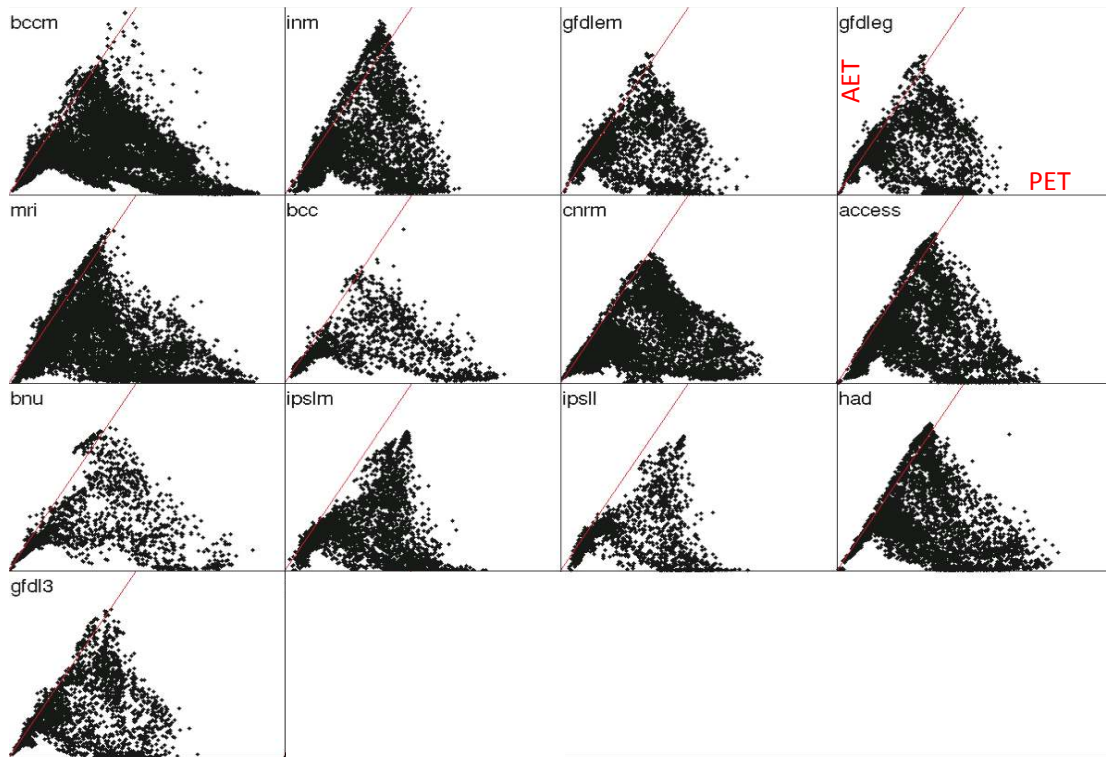 bccm
inm
gfdlem
gfdleg
AET
PET
mri
bcc
cnrm
access
bnu
ipslm
ipsll
had
gfdl3